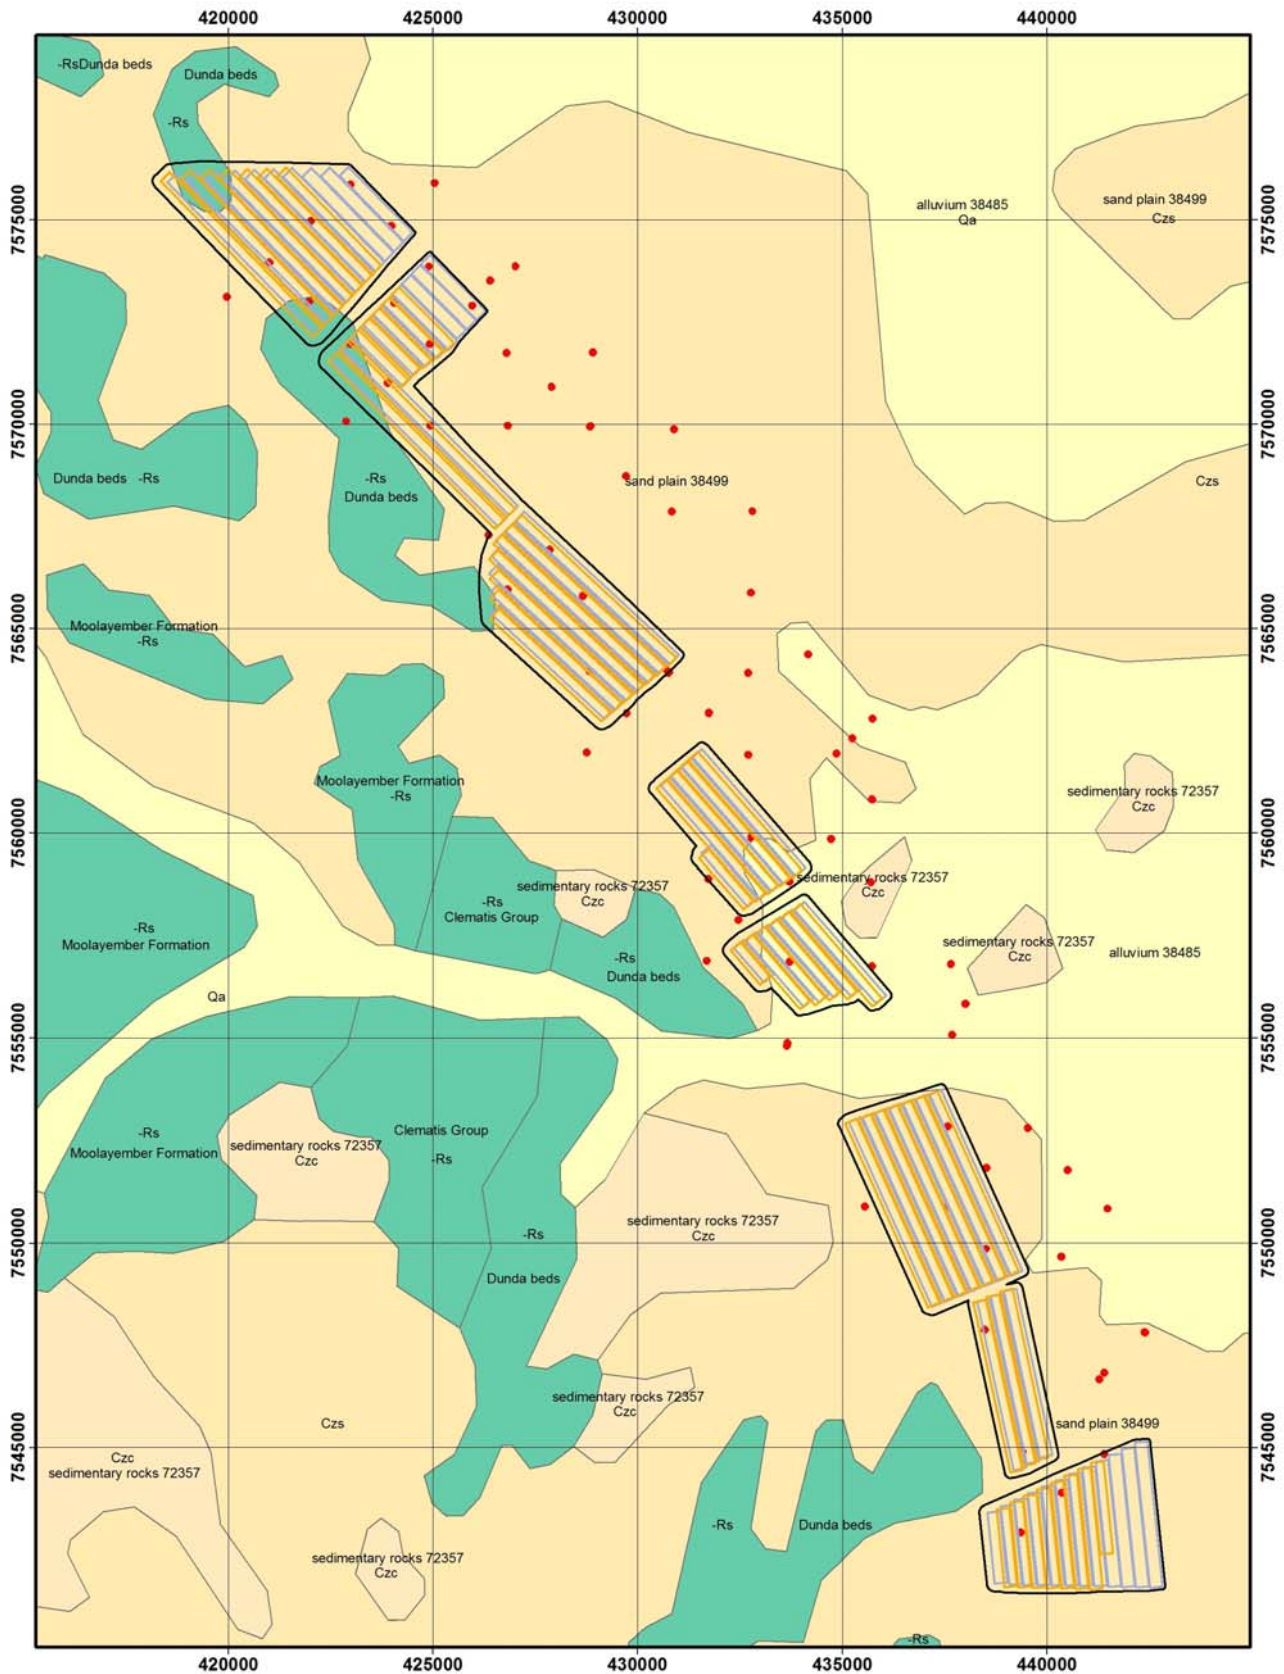 420000 425000 430000 435000 440000
-RsDunda beds
Dunda beds
-Rs
7575000
alluvium 38485
Qa
sand plain 38499
Czs
7575000
7570000
7570000
Dunda beds -Rs
-Rs
Dunda beds
sand plain 38499
Czs
7565000
Moolayember Formation
-Rs
7565000
Moolayember Formation
-Rs
sedimentary rocks 72357
Czc
7560000
7560000
sedimentary rocks 72357
Czc
sedimentary rocks 72357
Czc
-Rs
Clematis Group
-Rs
Moolayember Formation
sedimentary rocks 72357
Czc
alluvium 38485
-Rs
Dunda beds
Qa
7555000
7555000
-Rs
Moolayember Formation
sedimentary rocks 72357
Czc
Clematis Group
-Rs
sedimentary rocks 72357
Czc
-Rs
Dunda beds
7550000
7550000
sedimentary rocks 72357
Czc
Czs
sand plain 38499
7545000
7545000
Czc
sedimentary rocks 72357
-Rs
Dunda beds
sedimentary rocks 72357
Czc
-Rs
420000 425000 430000 435000 440000